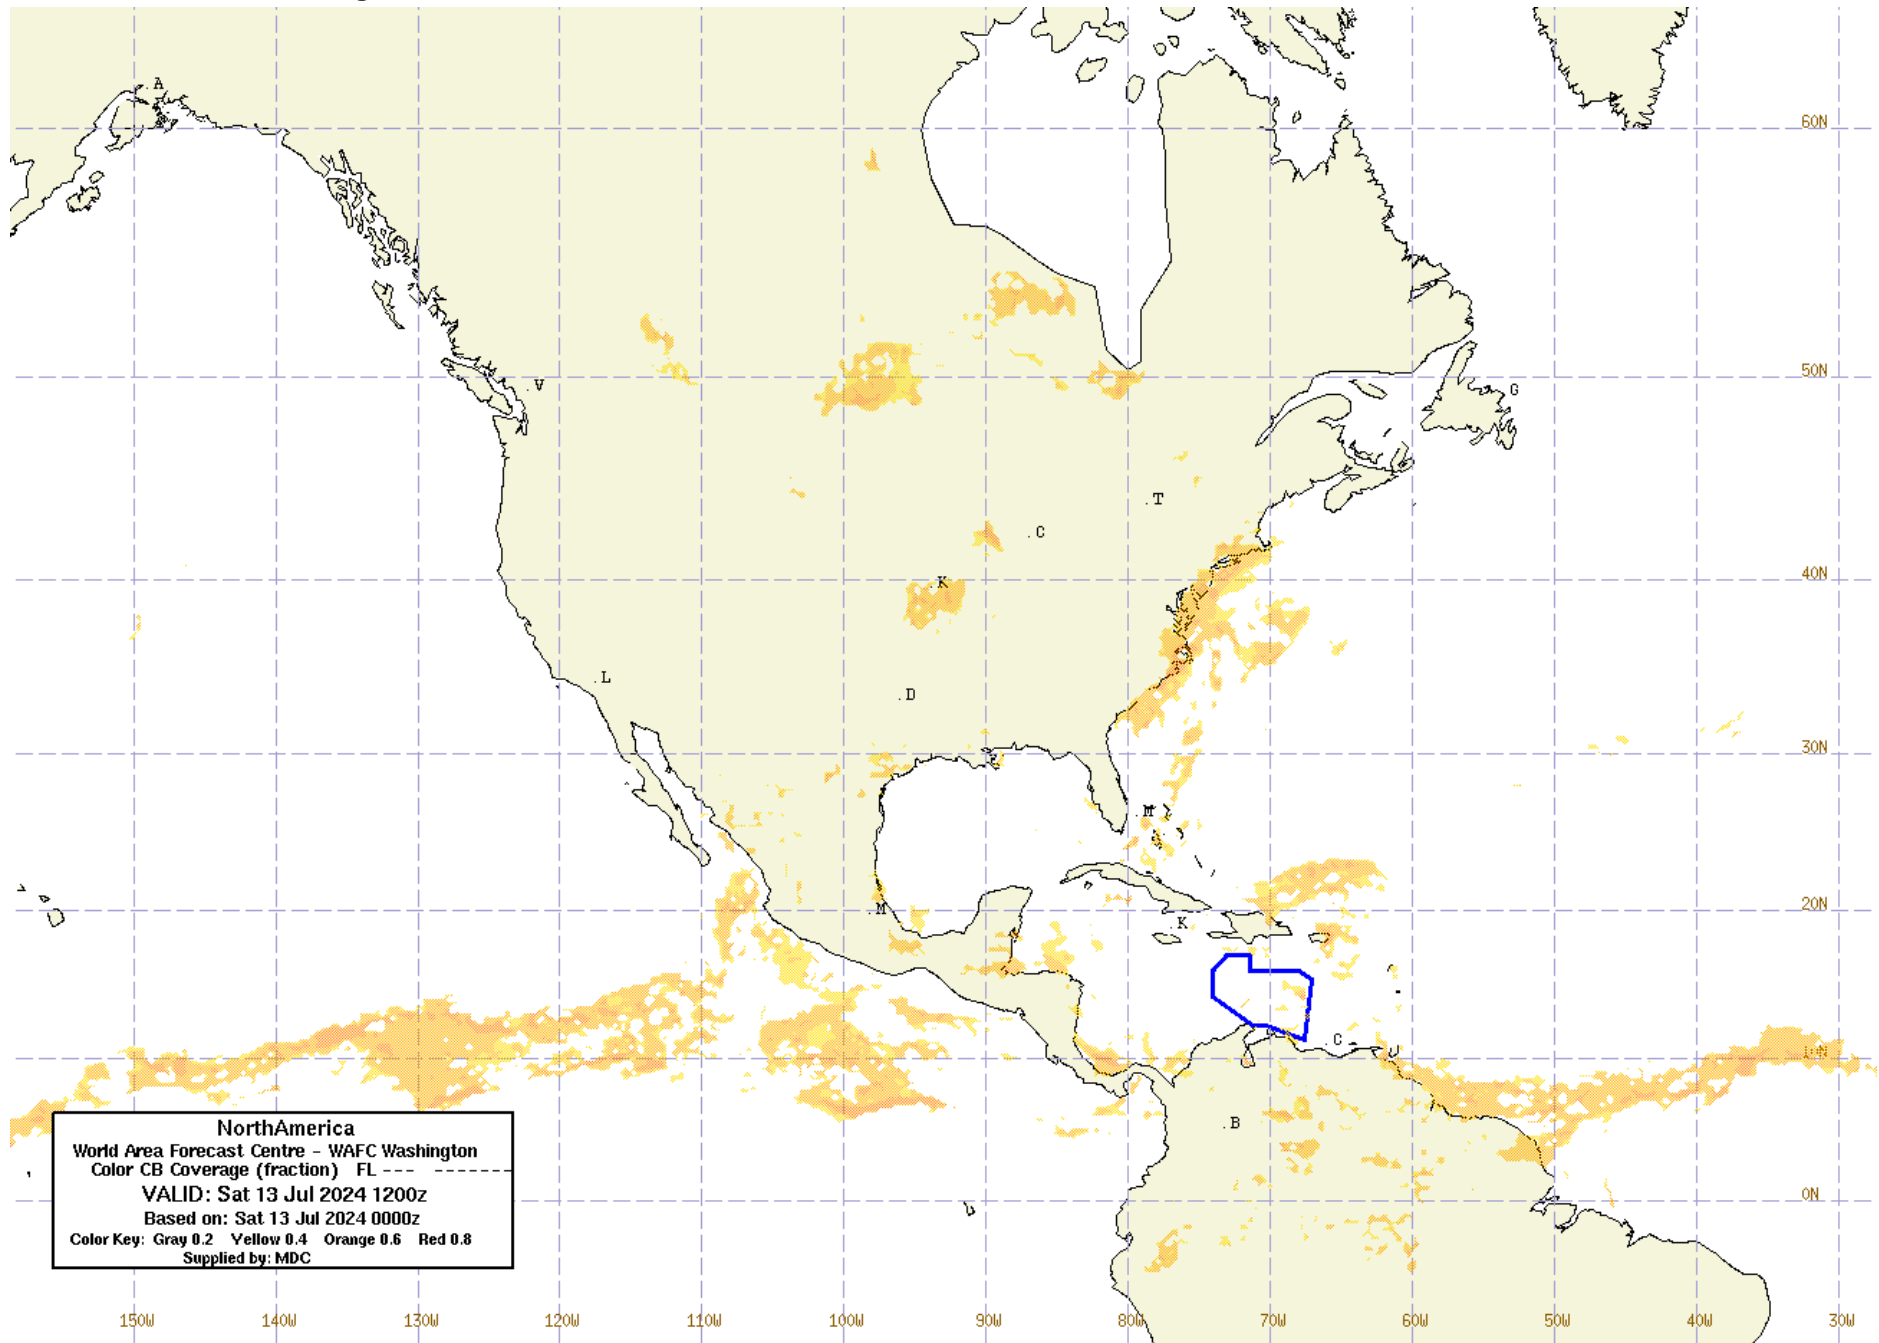 .A
60N
50N
.V
G
.T
.C
40N
.K
.L
.D
30N
F
.M
20N
.M
.K
.C
10N
.B
0N
NorthAmerica
World Area Forecast Centre - WAFC Washington
Color CB Coverage (fraction) FL --- -------
VALID: Sat 13 Jul 2024 1200z
Based on: Sat 13 Jul 2024 0000z
Color Key: Gray 0.2 Yellow 0.4 Orange 0.6 Red 0.8
Supplied by: MDC
150W 140W 130W 120W 110W 100W 90W 80W 70W 60W 50W 40W 30W